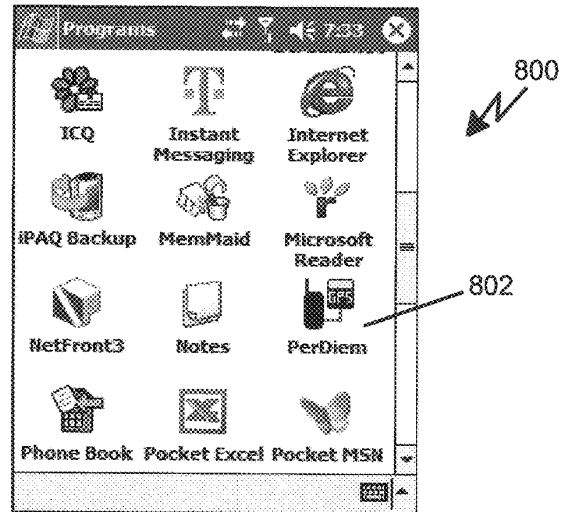 Programs 7:33
800
ICQ Instant Messaging Internet Explorer
iPAQ Backup MemMaid Microsoft Reader
802
NetFront3 Notes PerDiem
Phone Book Pocket Excel Pocket MSN